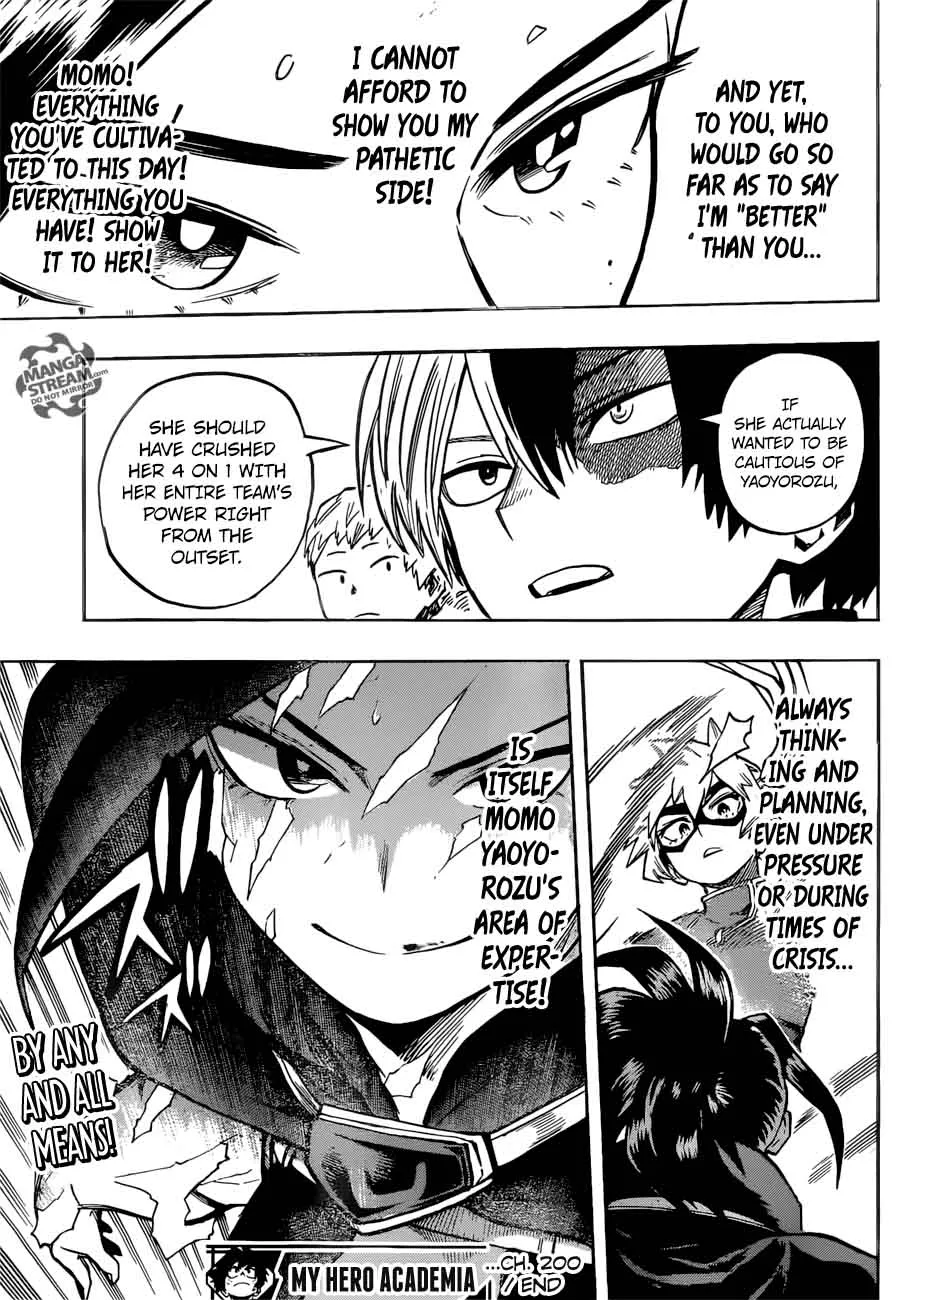 AND YET,
TO YOU, WHO
WOULD GO SO
FAR AS TO SAY
I'M "BETTER"
THAN YOU...
I CANNOT
AFFORD TO
SHOW YOU MY
PATHETIC
SIDE!
MOMO!
EVERYTHING
YOU'VE CULTIVA-
TED TO THIS DAY!
EVERYTHING YOU
HAVE! SHOW
IT TO HER!
MANGA
STREAM.com
DO NOT MIRROR
IF
SHE ACTUALLY
WANTED TO BE
CAUTIOUS OF
YAOYOROZU,
SHE SHOULD
HAVE CRUSHED
HER 4 ON 1 WITH
HER ENTIRE TEAM'S
POWER RIGHT
FROM THE
OUTSET.
ALWAYS
THINK-
ING AND
PLANNING,
EVEN UNDER
PRESSURE
OR DURING
TIMES OF
CRISIS...
IS
ITSELF
MOMO
YAOYO-
ROZU'S
AREA OF
EXPER-
TISE!
BY ANY
AND ALL
MEANS!
MY HERO ACADEMIA
...CH. 200
/ END